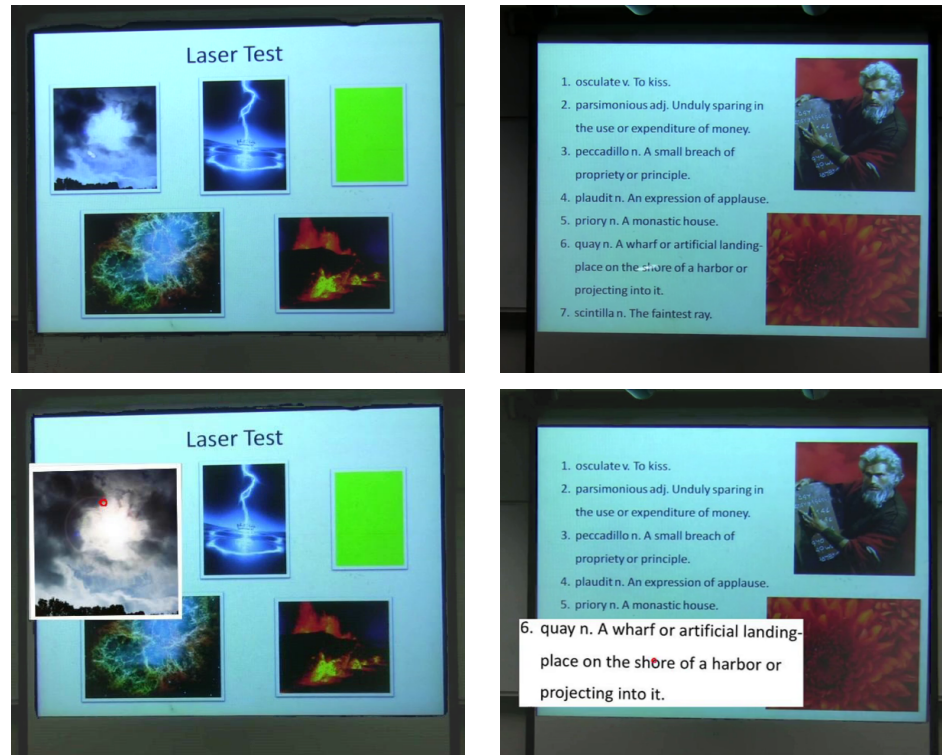 Laser Test
1. osculate v. To kiss.
2. parsimonious adj. Unduly sparing in
the use or expenditure of money.
3. peccadillo n. A small breach of
propriety or principle.
4. plaudit n. An expression of applause.
5. priory n. A monastic house.
6. quay n. A wharf or artificial landing-
place on the shore of a harbor or
projecting into it.
7. scintilla n. The faintest ray.
Laser Test
1. osculate v. To kiss.
2. parsimonious adj. Unduly sparing in
the use or expenditure of money.
3. peccadillo n. A small breach of
propriety or principle.
4. plaudit n. An expression of applause.
5. priory n. A monastic house.
6. quay n. A wharf or artificial landing-
place on the shore of a harbor or
projecting into it.